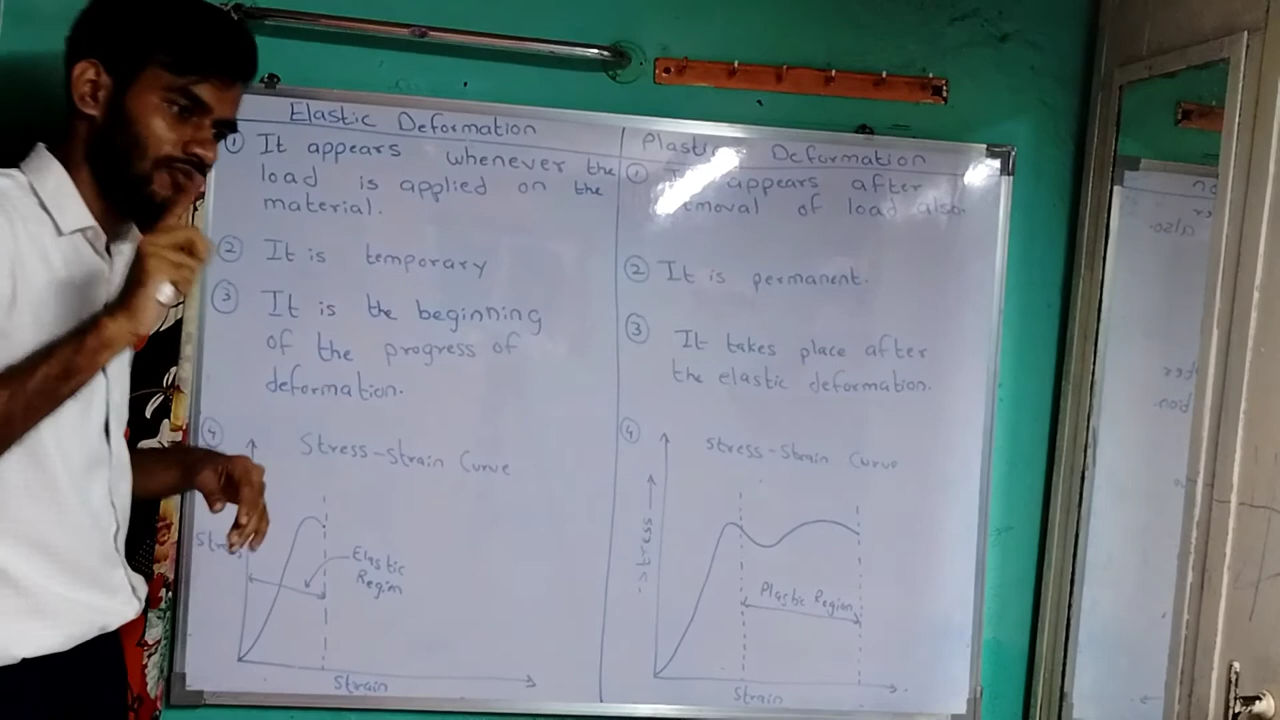 Elastic Deformation
① It appears whenever the
load is applied on the
material.
② It is temporary
③ It is the beginning
of the progress of
deformation.
④
Stress-Strain Curve
Elastic
Region
Strain
Plastic Deformation
① appears after
of load also.
② It is permanent.
③ It takes place after
the elastic deformation.
④
Stress-Strain Curve
Stress
Plastic Region
Strain